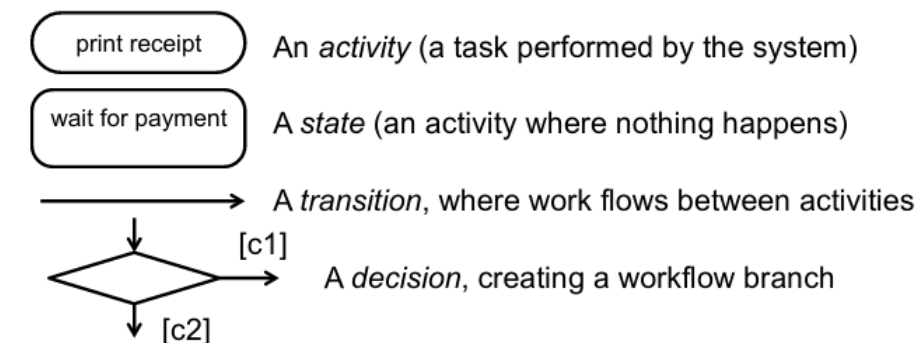 print receipt An activity (a task performed by the system)
wait for payment A state (an activity where nothing happens)
A transition, where work flows between activities
[c1]
A decision, creating a workflow branch
[c2]